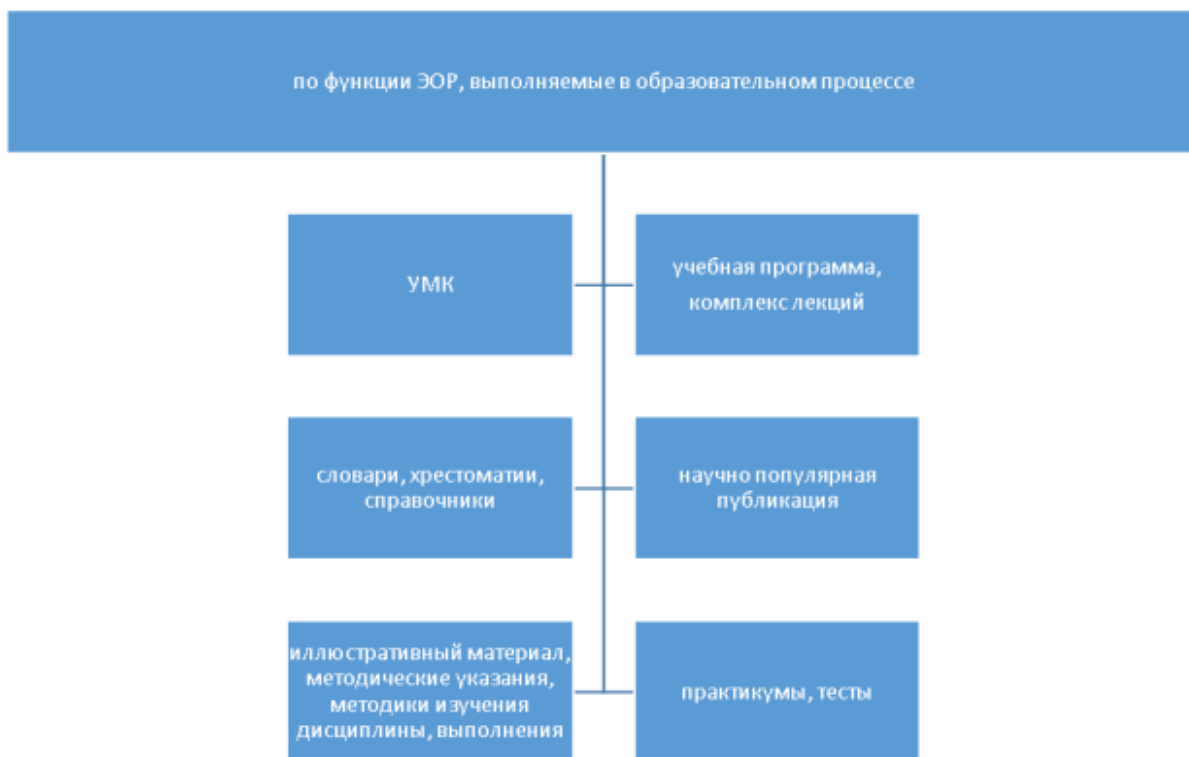 по функции ЭОР, выполняемые в образовательном процессе
УМК
учебная программа,
комплекс лекций
словари, хрестоматии,
справочники
научно популярная
публикация
иллюстративный материал,
методические указания,
методики изучения
дисциплины, выполнения
практикумы, тесты